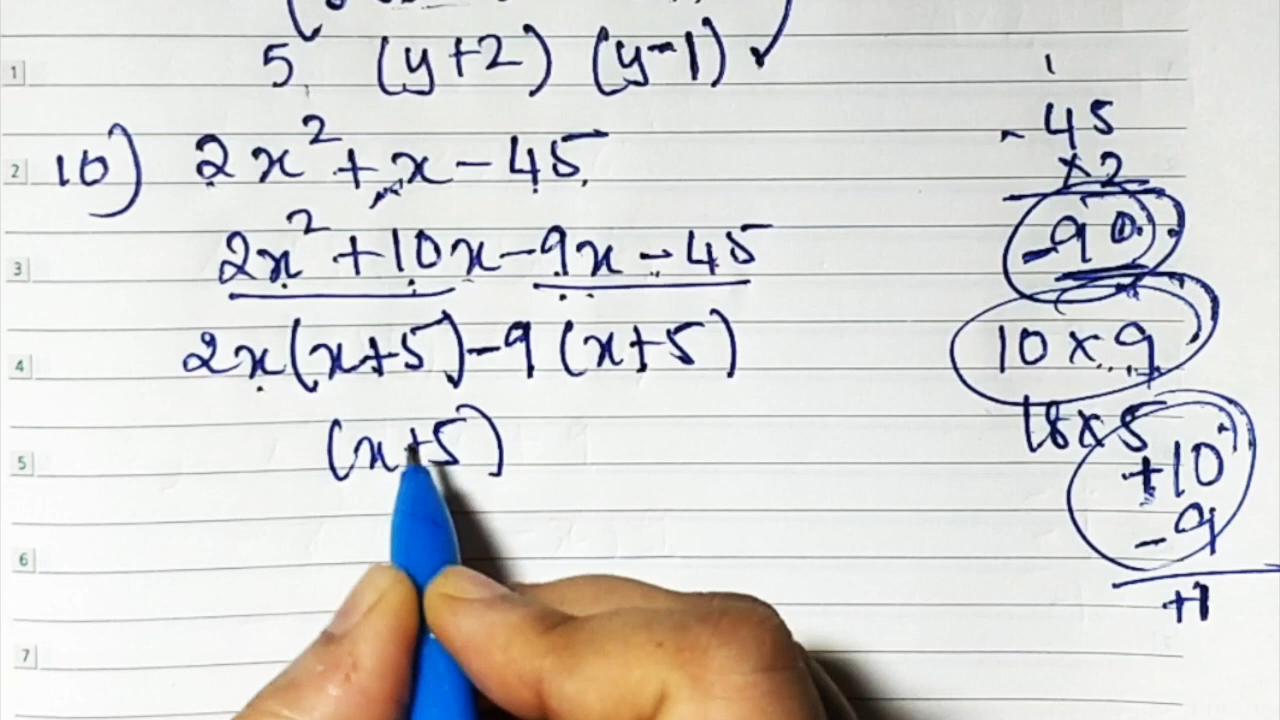 5 (y+2) (y-1)
10) 2x² + x - 45
2x² + 10x - 9x - 45
2x(x+5) - 9 (x+5)
(x+5)
1
- 45
x 2
- 90
10 x 9
18 x 5
+10
- 9
+1
1
2
3
4
5
6
7